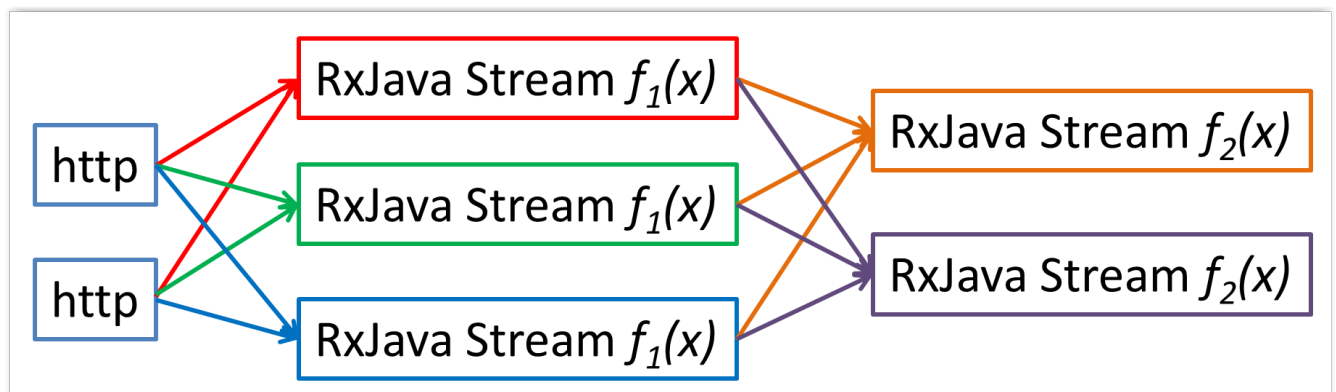 http
http
RxJava Stream f₁(x)
RxJava Stream f₁(x)
RxJava Stream f₁(x)
RxJava Stream f₂(x)
RxJava Stream f₂(x)